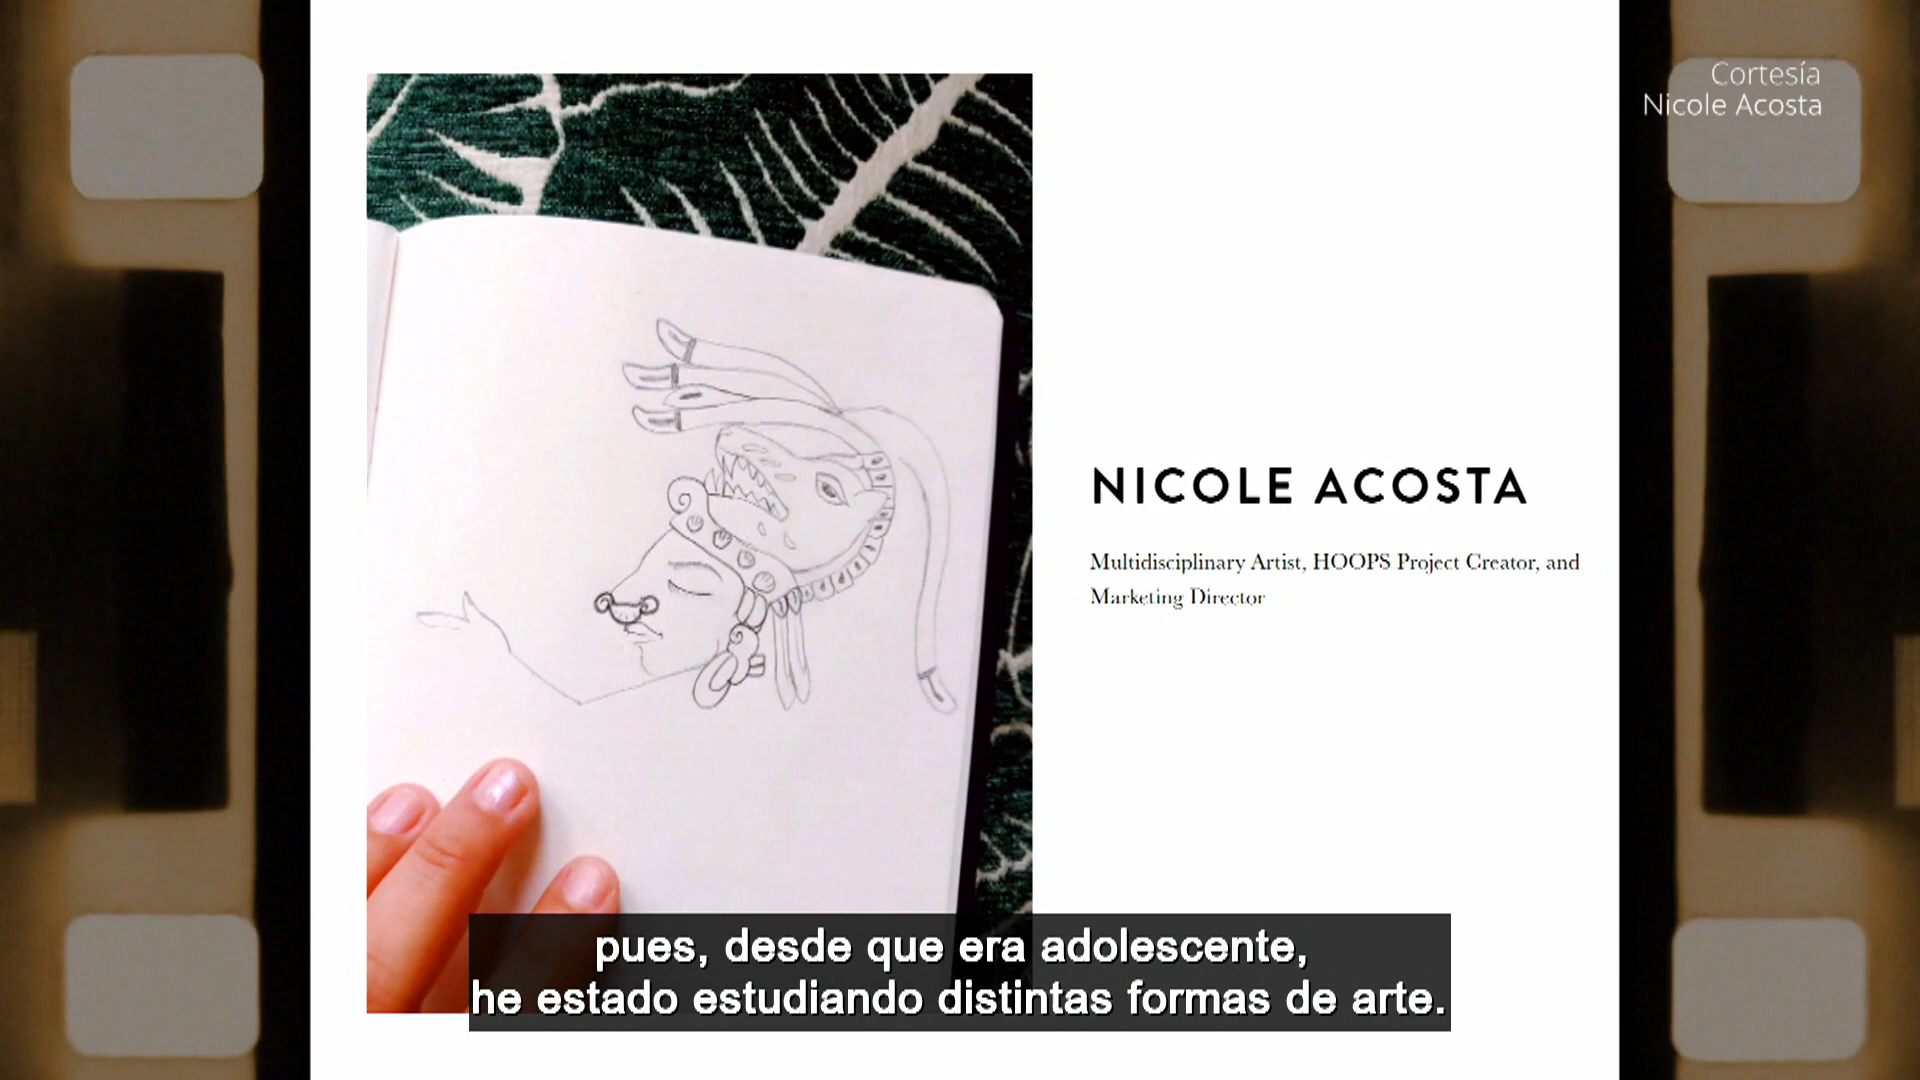 Cortesía
Nicole Acosta
NICOLE ACOSTA
Multidisciplinary Artist, HOOPS Project Creator, and
Marketing Director
pues, desde que era adolescente,
he estado estudiando distintas formas de arte.